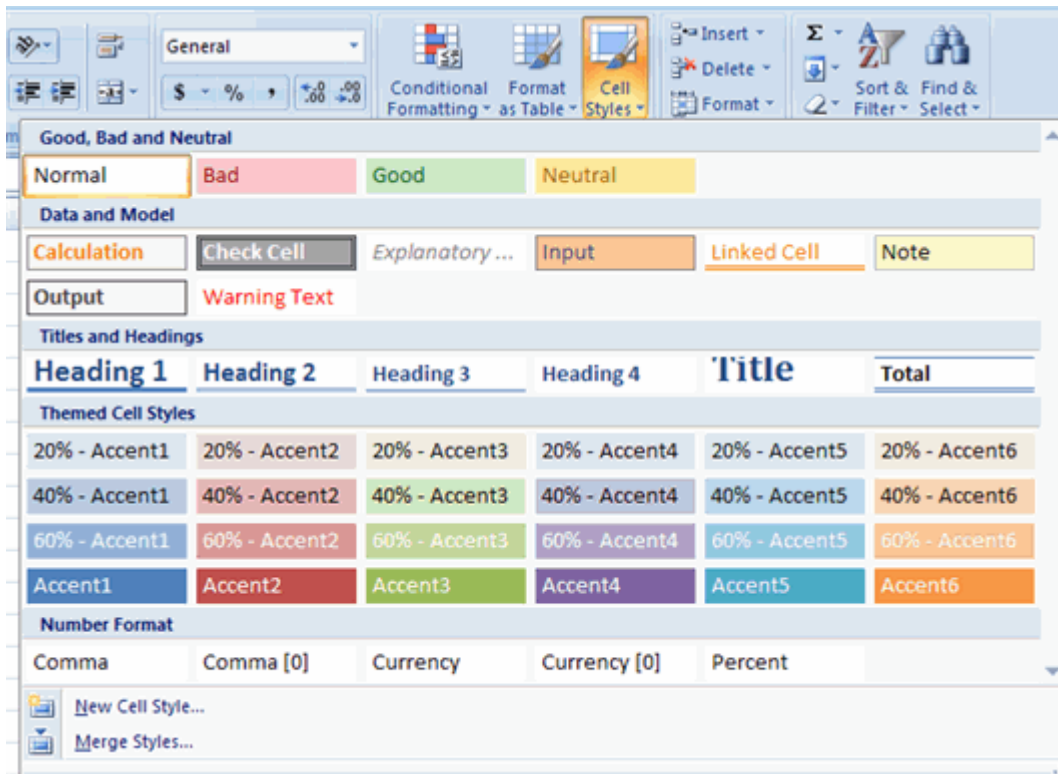 General
Insert
Σ
Delete
$ % ,
.0 .00
.00 .0
Conditional Formatting
Format as Table
Cell Styles
Format
A Z
Sort & Filter
Find & Select
Good, Bad and Neutral
Normal Bad Good Neutral
Data and Model
Calculation Check Cell Explanatory ... Input Linked Cell Note
Output Warning Text
Titles and Headings
Heading 1 Heading 2 Heading 3 Heading 4 Title Total
Themed Cell Styles
20% - Accent1 20% - Accent2 20% - Accent3 20% - Accent4 20% - Accent5 20% - Accent6
40% - Accent1 40% - Accent2 40% - Accent3 40% - Accent4 40% - Accent5 40% - Accent6
60% - Accent1 60% - Accent2 60% - Accent3 60% - Accent4 60% - Accent5 60% - Accent6
Accent1 Accent2 Accent3 Accent4 Accent5 Accent6
Number Format
Comma Comma [0] Currency Currency [0] Percent
New Cell Style...
Merge Styles...